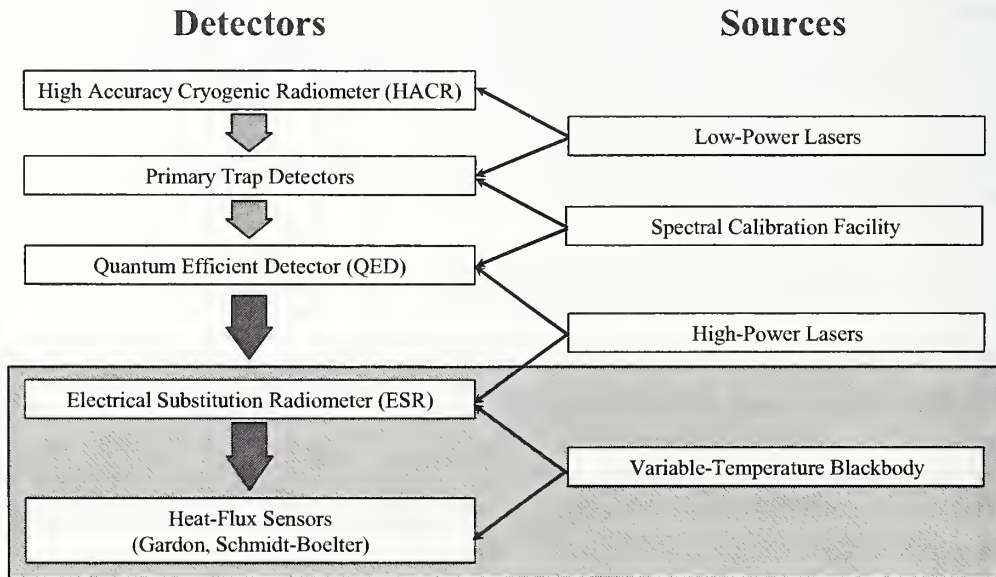 Detectors
Sources
High Accuracy Cryogenic Radiometer (HACR)
Low-Power Lasers
Primary Trap Detectors
Spectral Calibration Facility
Quantum Efficient Detector (QED)
High-Power Lasers
Electrical Substitution Radiometer (ESR)
Variable-Temperature Blackbody
Heat-Flux Sensors
(Gardon, Schmidt-Boelter)